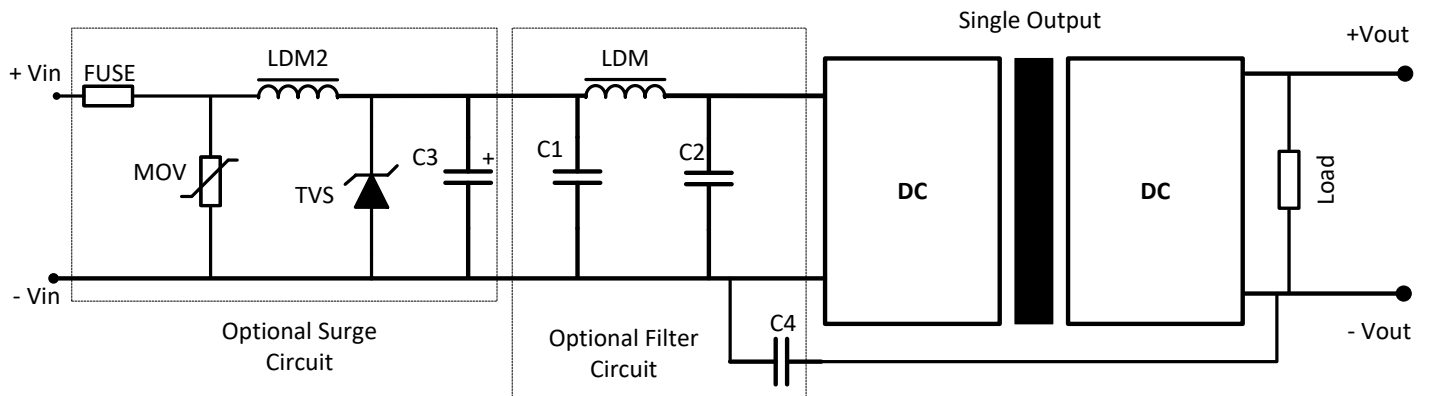 Single Output
+Vout
+ Vin
FUSE
LDM2
LDM
MOV
TVS
C3
+
C1
C2
DC
DC
Load
- Vin
- Vout
C4
Optional Surge
Circuit
Optional Filter
Circuit